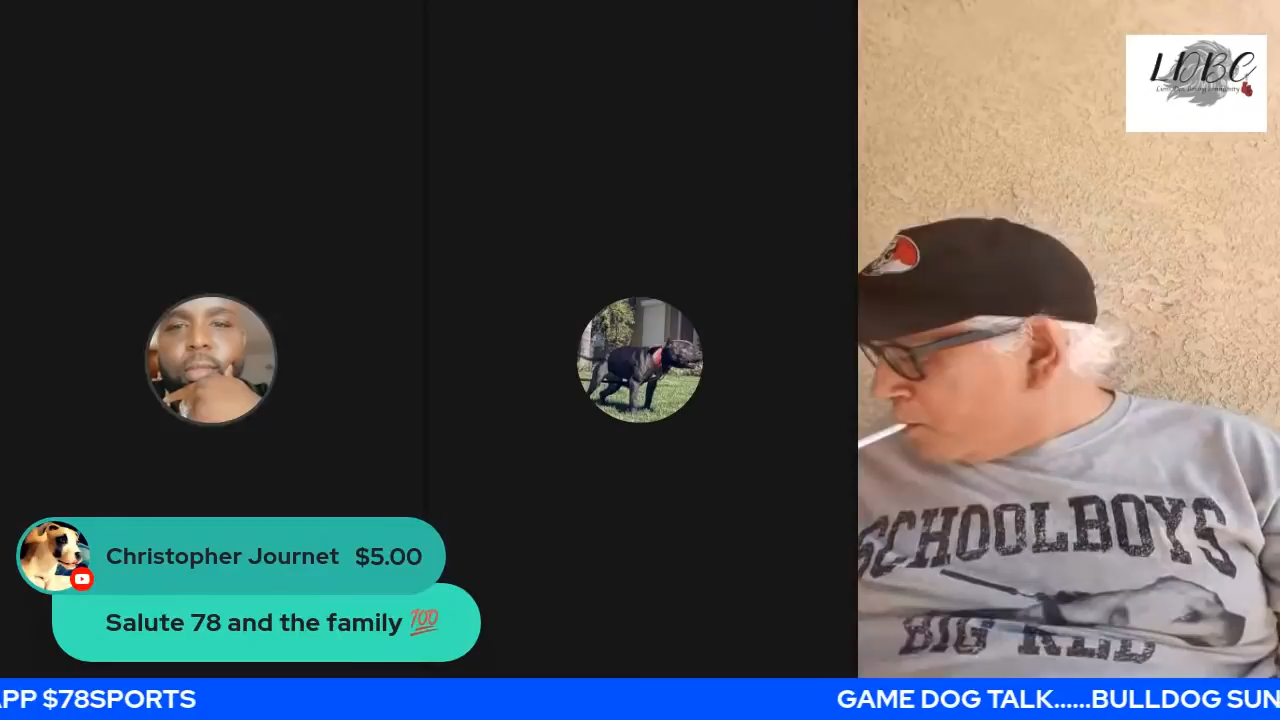 LDBC
Christopher Journet $5.00
Salute 78 and the family 💯
SCHOOLBOYS
BIG RED
APP $78SPORTS
GAME DOG TALK......BULLDOG SUN